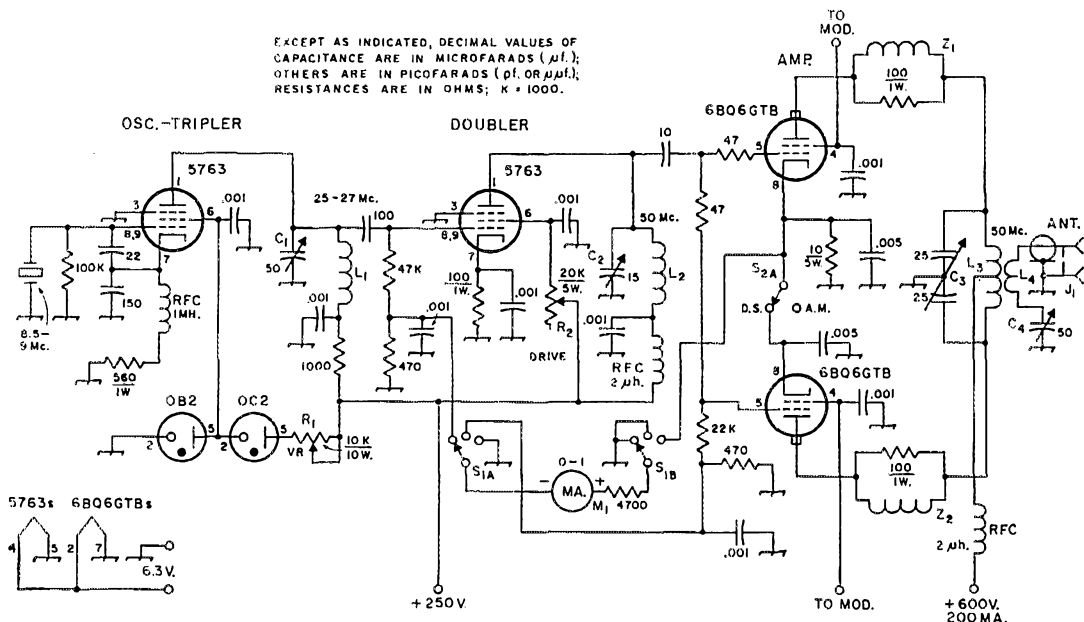 EXCEPT AS INDICATED, DECIMAL VALUES OF
CAPACITANCE ARE IN MICROFARADS (μf.);
OTHERS ARE IN PICOFARADS (pf. OR μμf.);
RESISTANCES ARE IN OHMS; K = 1000.
TO
MOD.
AMP.
Z1
100
1W.
6BQ6GTB
OSC.-TRIPLER
DOUBLER
5763
1
3
8,9
7
6
.001
22
100K
150
RFC
1MH.
8.5-
9 Mc.
560
1W
25-27 Mc.
C1
50
100
L1
.001
1000
47K
470
.001
5763
1
3
8,9
7
6
.001
100
1W.
.001
20K
5W.
R2
DRIVE
50 Mc.
C2
15
L2
.001
RFC
2 μh.
10
47
47
5
4
8
.001
10
5W.
.005
S2A
D.S.
A.M.
.005
8
6BQ6GTB
5
4
.001
22K
470
.001
100
1W.
Z2
25
C3
25
50 Mc.
L3
L4
ANT.
J1
C4
50
RFC
2 μh.
OB2
2
5
OC2
2
5
R1
VR
10K
10W.
S1A
0-1
MA.
-
+
M1
4700
S1B
5763s
6BQ6GTBs
4
5
2
7
6.3V.
+250V.
TO MOD.
+600V.
200 MA.